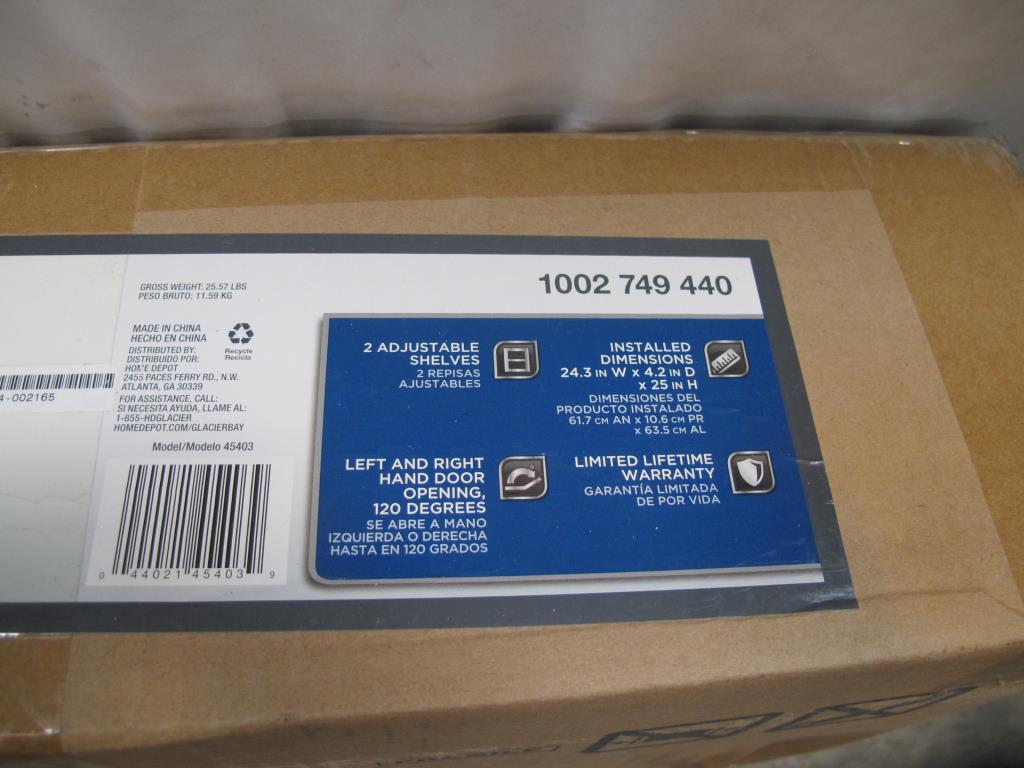 GROSS WEIGHT: 25.57 LBS
PESO BRUTO: 11.59 KG
1002 749 440
MADE IN CHINA
HECHO EN CHINA
Recycle
Recicla
DISTRIBUTED BY:
DISTRIBUIDO POR:
HOME DEPOT
2455 PACES FERRY RD., N.W.
ATLANTA, GA 30339
FOR ASSISTANCE, CALL:
SI NECESITA AYUDA, LLAME AL:
1-855-HDGLACIER
HOMEDEPOT.COM/GLACIERBAY
Model/Modelo 45403
0 44021 45403 9
4-002165
2 ADJUSTABLE
SHELVES
2 REPISAS
AJUSTABLES
INSTALLED
DIMENSIONS
24.3 IN W x 4.2 IN D
x 25 IN H
DIMENSIONES DEL
PRODUCTO INSTALADO
61.7 CM AN x 10.6 CM PR
x 63.5 CM AL
LEFT AND RIGHT
HAND DOOR
OPENING,
120 DEGREES
SE ABRE A MANO
IZQUIERDA O DERECHA
HASTA EN 120 GRADOS
LIMITED LIFETIME
WARRANTY
GARANTÍA LIMITADA
DE POR VIDA